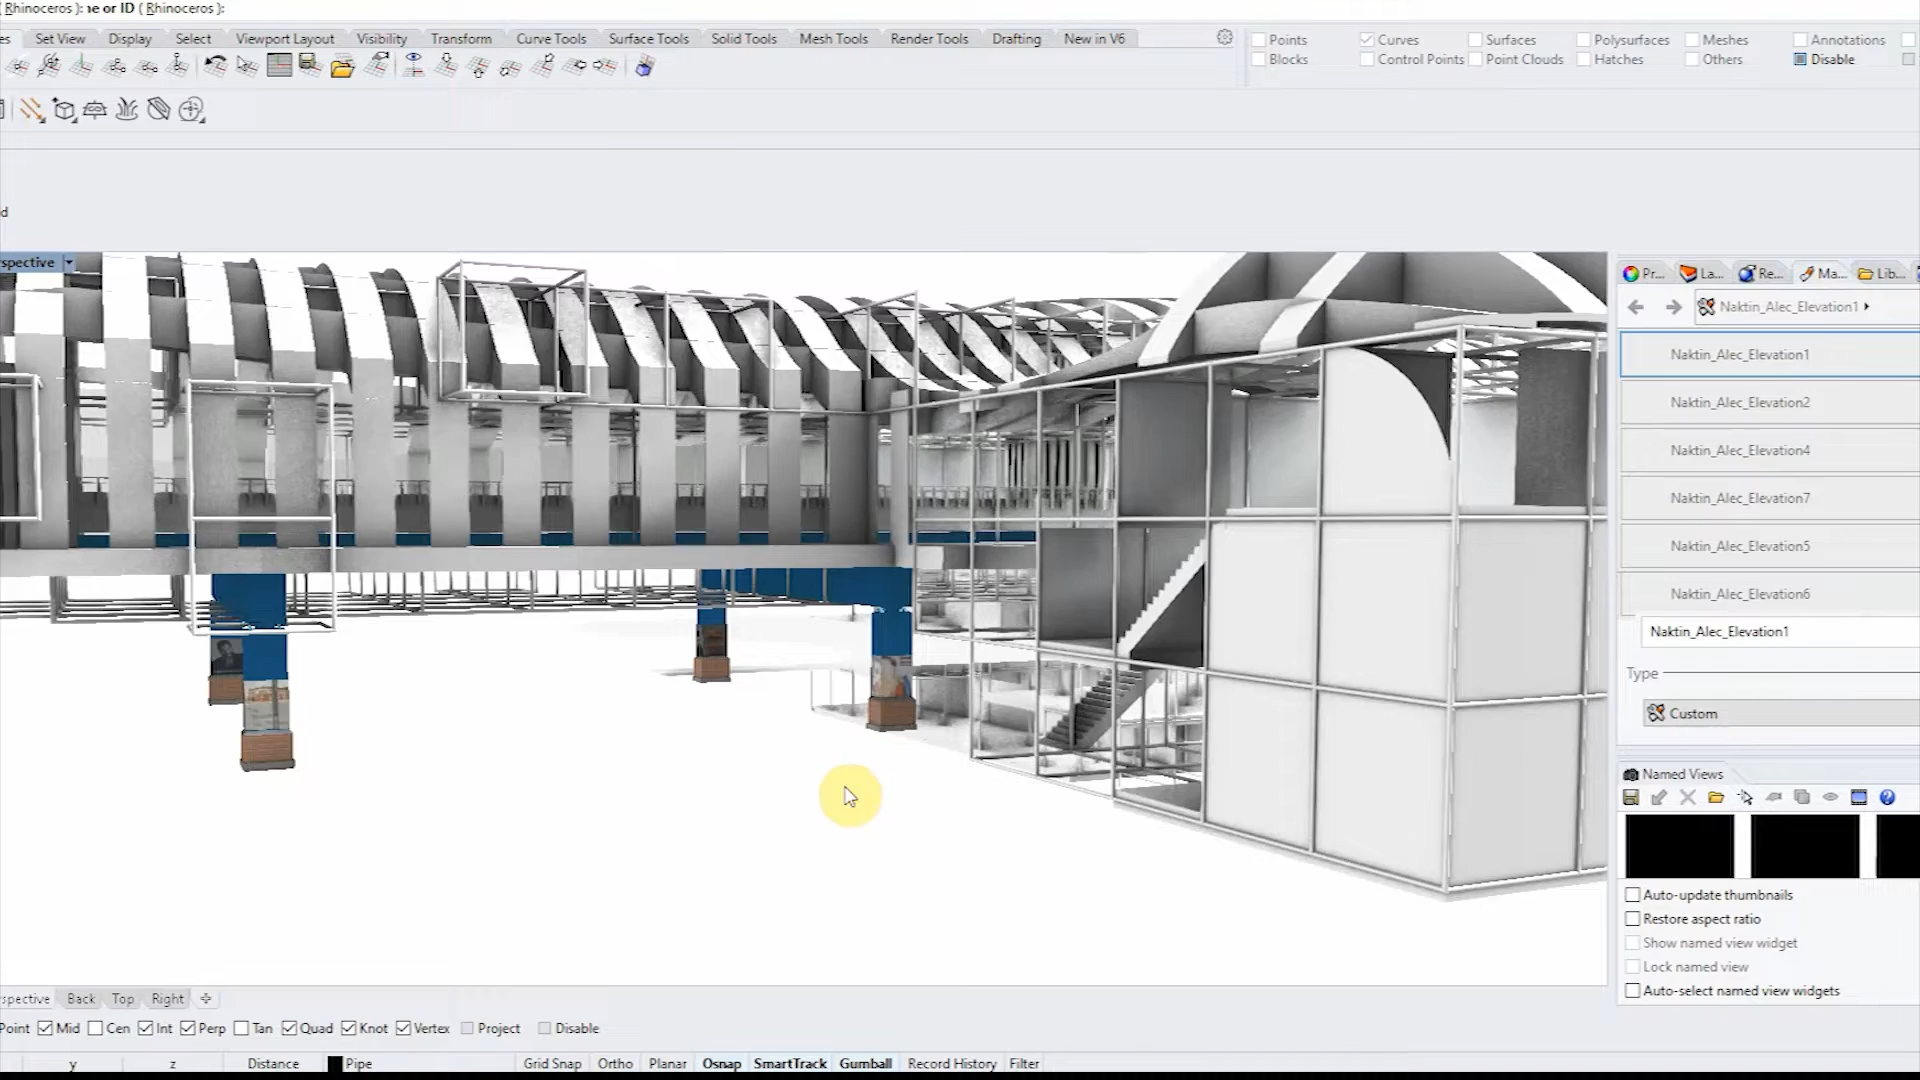 ( Rhinoceros ): ne or ID ( Rhinoceros ):
es Set View Display Select Viewport Layout Visibility Transform Curve Tools Surface Tools Solid Tools Mesh Tools Render Tools Drafting New in V6
Points Curves Surfaces Polysurfaces Meshes Annotations
Blocks Control Points Point Clouds Hatches Others Disable
d
spective
Pr... La... Re... Ma... Lib...
Naktin_Alec_Elevation1
Naktin_Alec_Elevation1
Naktin_Alec_Elevation2
Naktin_Alec_Elevation4
Naktin_Alec_Elevation7
Naktin_Alec_Elevation5
Naktin_Alec_Elevation6
Naktin_Alec_Elevation1
Type
Custom
Named Views
Auto-update thumbnails
Restore aspect ratio
Show named view widget
Lock named view
Auto-select named view widgets
spective Back Top Right
Point Mid Cen Int Perp Tan Quad Knot Vertex Project Disable
y z Distance Pipe Grid Snap Ortho Planar Osnap SmartTrack Gumball Record History Filter